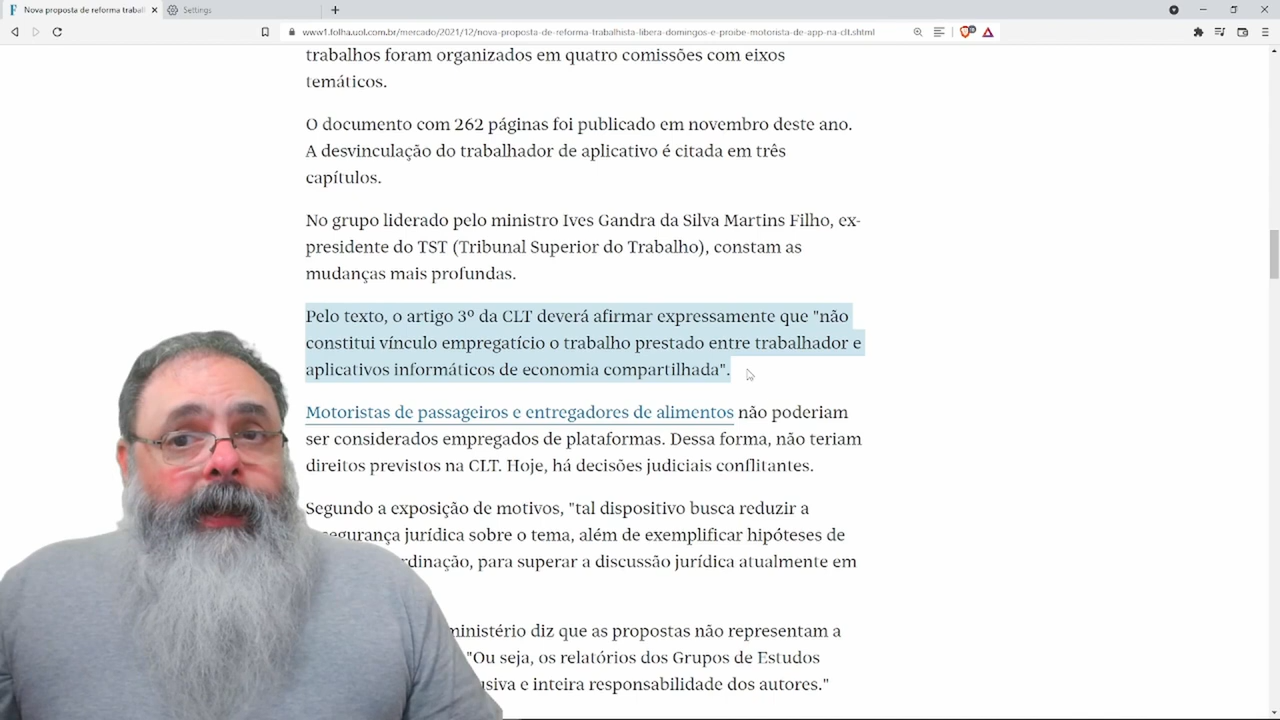 Nova proposta de reforma trabal
Settings
www1.folha.uol.com.br/mercado/2021/12/nova-proposta-de-reforma-trabalhista-libera-domingos-e-proibe-motorista-de-app-na-clt.shtml
trabalhos foram organizados em quatro comissões com eixos
temáticos.
O documento com 262 páginas foi publicado em novembro deste ano.
A desvinculação do trabalhador de aplicativo é citada em três
capítulos.
No grupo liderado pelo ministro Ives Gandra da Silva Martins Filho, ex-
presidente do TST (Tribunal Superior do Trabalho), constam as
mudanças mais profundas.
Pelo texto, o artigo 3º da CLT deverá afirmar expressamente que "não
constitui vínculo empregatício o trabalho prestado entre trabalhador e
aplicativos informáticos de economia compartilhada".
Motoristas de passageiros e entregadores de alimentos não poderiam
ser considerados empregados de plataformas. Dessa forma, não teriam
direitos previstos na CLT. Hoje, há decisões judiciais conflitantes.
Segundo a exposição de motivos, "tal dispositivo busca reduzir a
segurança jurídica sobre o tema, além de exemplificar hipóteses de
rdinação, para superar a discussão jurídica atualmente em
ministério diz que as propostas não representam a
"Ou seja, os relatórios dos Grupos de Estudos
usiva e inteira responsabilidade dos autores."